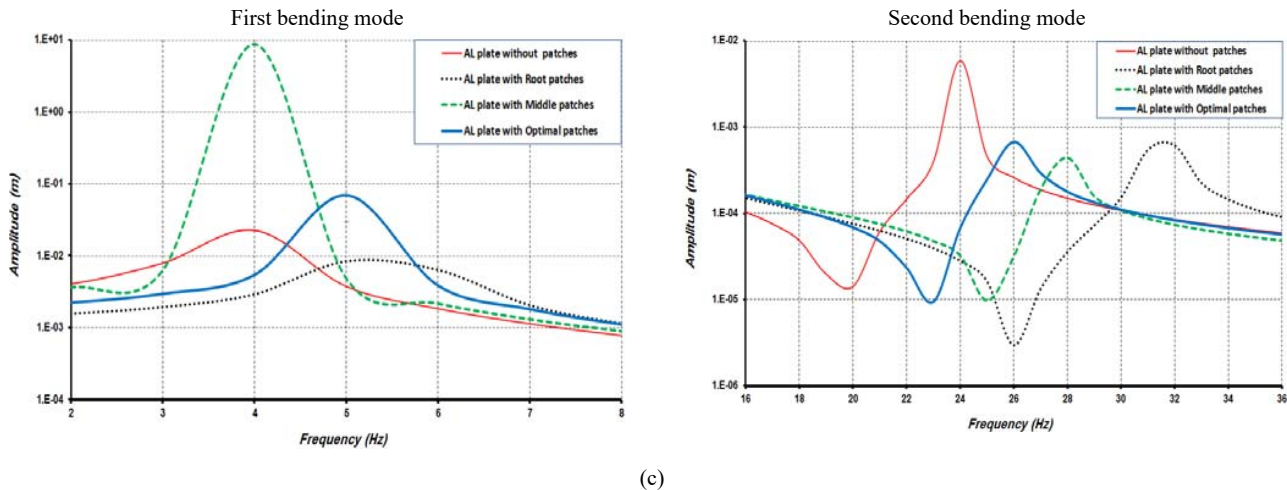 First bending mode
1.E+01
1.E+00
1.E-01
1.E-02
1.E-03
1.E-04
Amplitude (m)
AL plate without patches
AL plate with Root patches
AL plate with Middle patches
AL plate with Optimal patches
2 3 4 5 6 7 8
Frequency (Hz)
Second bending mode
1.E-02
1.E-03
1.E-04
1.E-05
1.E-06
Amplitude (m)
AL plate without patches
AL plate with Root patches
AL plate with Middle patches
AL plate with Optimal patches
16 18 20 22 24 26 28 30 32 34 36
Frequency (Hz)
(c)